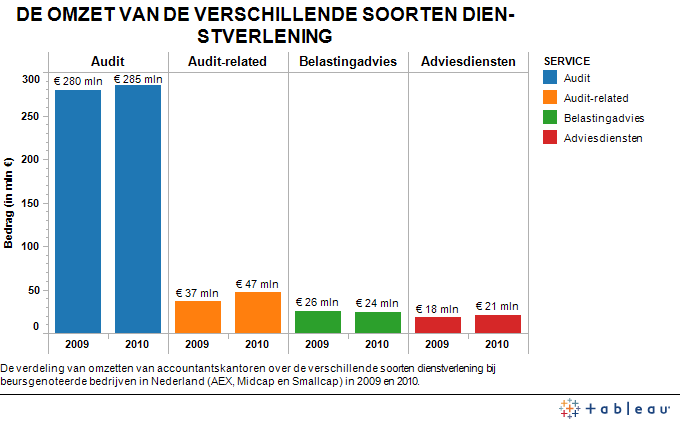 DE OMZET VAN DE VERSCHILLENDE SOORTEN DIEN-
STVERLENING
Audit Audit-related Belastingadvies Adviesdiensten
SERVICE
Audit
Audit-related
Belastingadvies
Adviesdiensten
Bedrag (in mln €)
300
250
200
150
100
50
0
€ 280 mln € 285 mln
€ 37 mln € 47 mln
€ 26 mln € 24 mln
€ 18 mln € 21 mln
2009 2010 2009 2010 2009 2010 2009 2010
De verdeling van omzetten van accountantskantoren over de verschillende soorten dienstverlening bij
beursgenoteerde bedrijven in Nederland (AEX, Midcap en Smallcap) in 2009 en 2010.
tableau